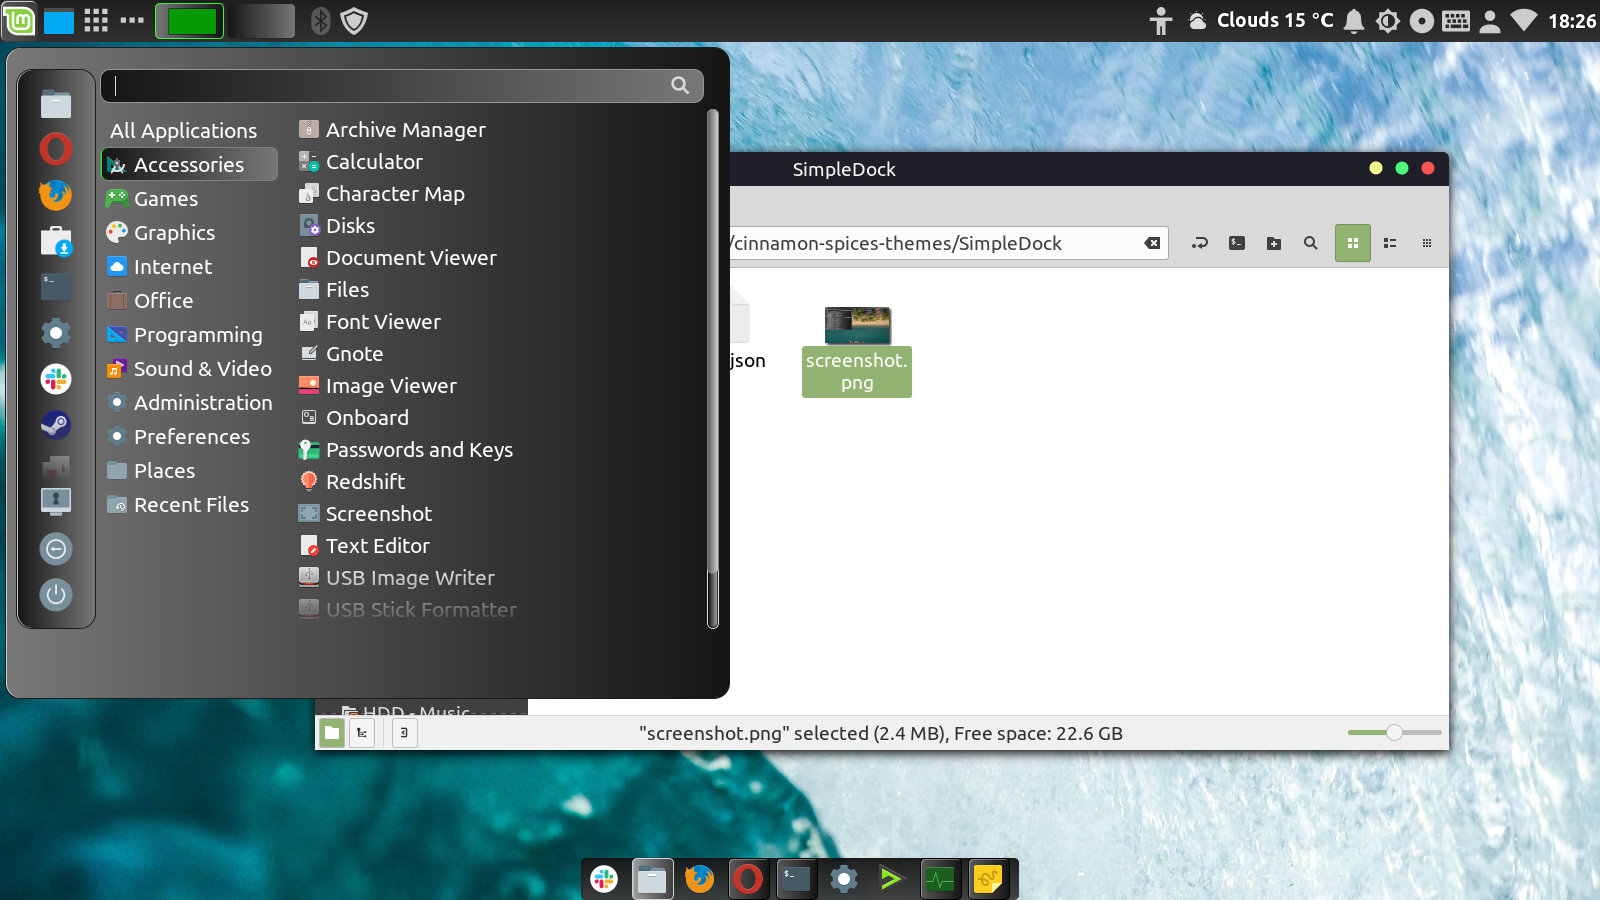 Clouds 15 °C
18:26
All Applications
Accessories
Games
Graphics
Internet
Office
Programming
Sound & Video
Administration
Preferences
Places
Recent Files
Archive Manager
Calculator
Character Map
Disks
Document Viewer
Files
Font Viewer
Gnote
Image Viewer
Onboard
Passwords and Keys
Redshift
Screenshot
Text Editor
USB Image Writer
USB Stick Formatter
SimpleDock
/cinnamon-spices-themes/SimpleDock
json
screenshot.
png
HDD - Music
"screenshot.png" selected (2.4 MB), Free space: 22.6 GB